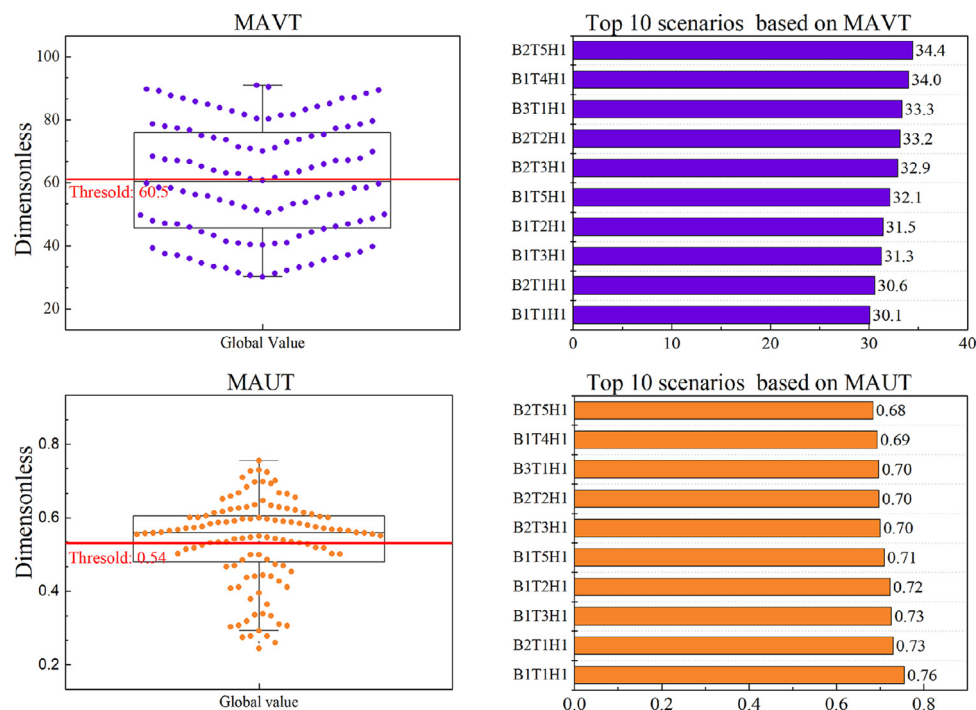 MAVT
Dimensonless
100
80
60
40
20
Thresold: 60.5
Global Value
Top 10 scenarios based on MAVT
B2T5H1 34.4
B1T4H1 34.0
B3T1H1 33.3
B2T2H1 33.2
B2T3H1 32.9
B1T5H1 32.1
B1T2H1 31.5
B1T3H1 31.3
B2T1H1 30.6
B1T1H1 30.1
0 10 20 30 40
MAUT
Dimensonless
0.8
0.6
0.4
0.2
Thresold: 0.54
Global value
Top 10 scenarios based on MAUT
B2T5H1 0.68
B1T4H1 0.69
B3T1H1 0.70
B2T2H1 0.70
B2T3H1 0.70
B1T5H1 0.71
B1T2H1 0.72
B1T3H1 0.73
B2T1H1 0.73
B1T1H1 0.76
0.0 0.2 0.4 0.6 0.8